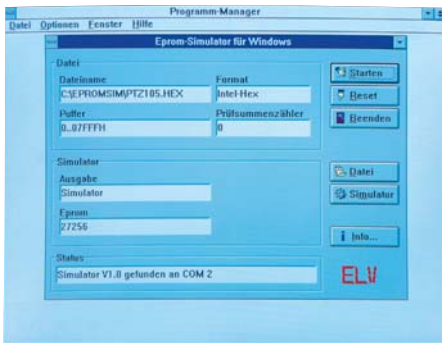 Programm-Manager
Datei Optionen Fenster Hilfe
Eprom-Simulator für Windows
Datei
Dateiname Format
C:\EPROMSIM\PTZ105.HEX Intel-Hex
Puffer Prüfsummenzähler
0..07FFFH 0
Starten
Reset
Beenden
Simulator
Ausgabe
Simulator
Eprom
27256
Datei
Simulator
Info...
Status
Simulator V1.0 gefunden an COM 2
ELV